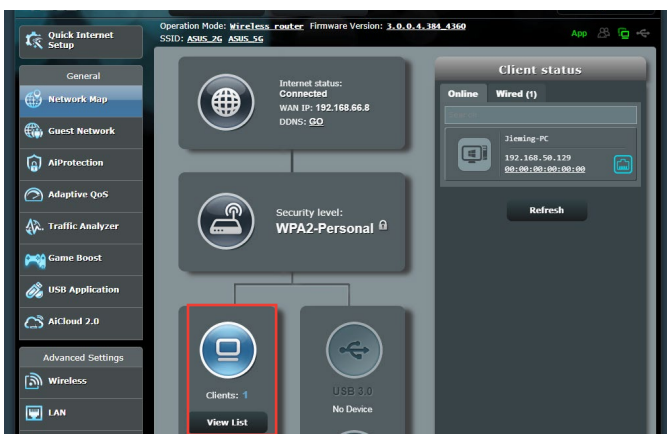 Quick Internet
Setup
Operation Mode: Wireless router Firmware Version: 3.0.0.4.384_4360
SSID: ASUS_2G ASUS_5G
App
General
Network Map
Guest Network
AiProtection
Adaptive QoS
Traffic Analyzer
Game Boost
USB Application
AiCloud 2.0
Advanced Settings
Wireless
LAN
Internet status:
Connected
WAN IP: 192.168.66.8
DDNS: GO
Security level:
WPA2-Personal
Clients: 1
View List
USB 3.0
No Device
Client status
Online Wired (1)
Jieming-PC
192.168.50.129
00:00:00:00:00:00
Refresh